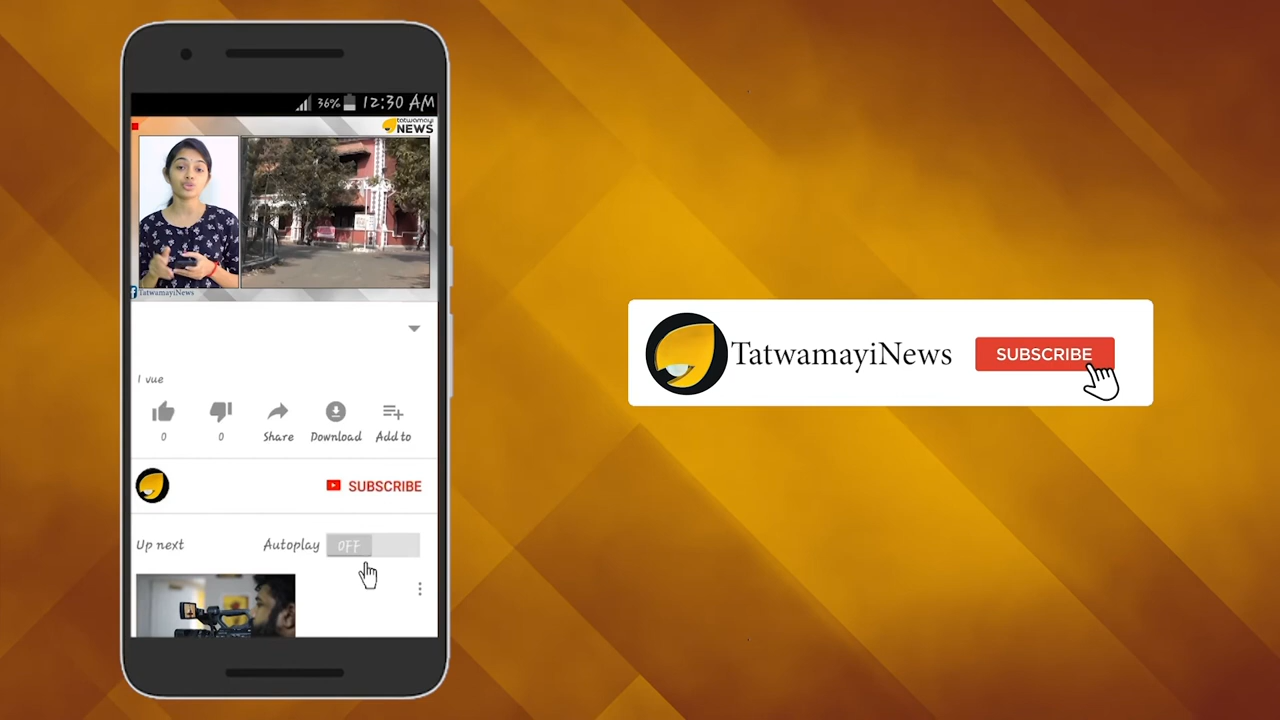 36% 12:30 AM
tatwamayi
NEWS
TatwamayiNews
1 vue
0 0 Share Download Add to
SUBSCRIBE
Up next Autoplay OFF
TatwamayiNews SUBSCRIBE